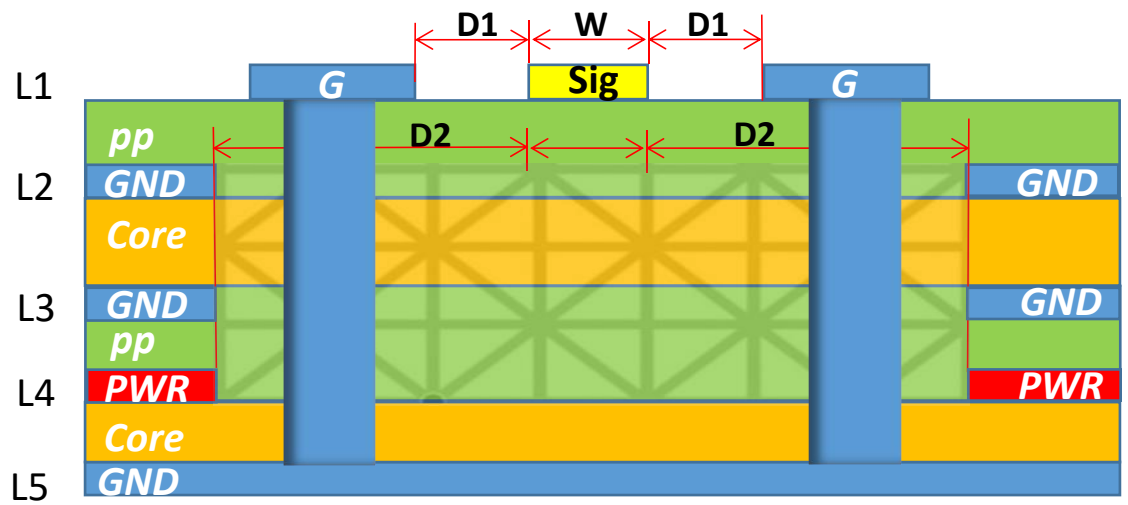 D1 W D1
L1 G Sig G
pp D2 D2
L2 GND GND
Core
L3 GND GND
pp
L4 PWR PWR
Core
L5 GND